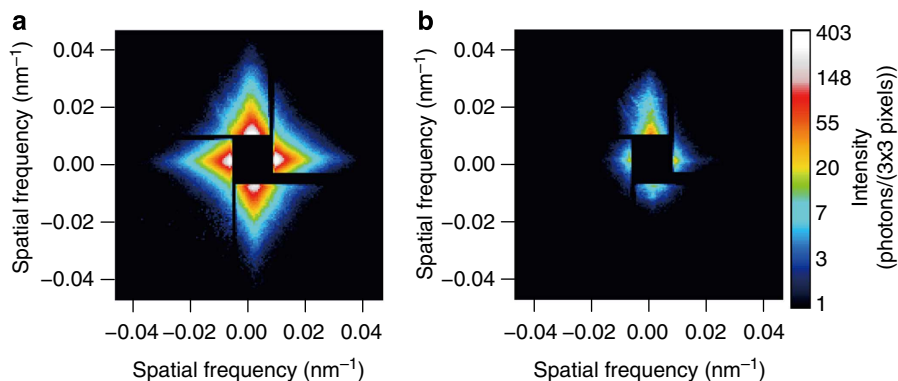 a
Spatial frequency (nm−1)
0.04
0.02
0.00
−0.02
−0.04
−0.04 −0.02 0.00 0.02 0.04
Spatial frequency (nm−1)
b
Spatial frequency (nm−1)
0.04
0.02
0.00
−0.02
−0.04
−0.04 −0.02 0.00 0.02 0.04
Spatial frequency (nm−1)
403
148
55
20
7
3
1
Intensity
(photons/(3x3 pixels))